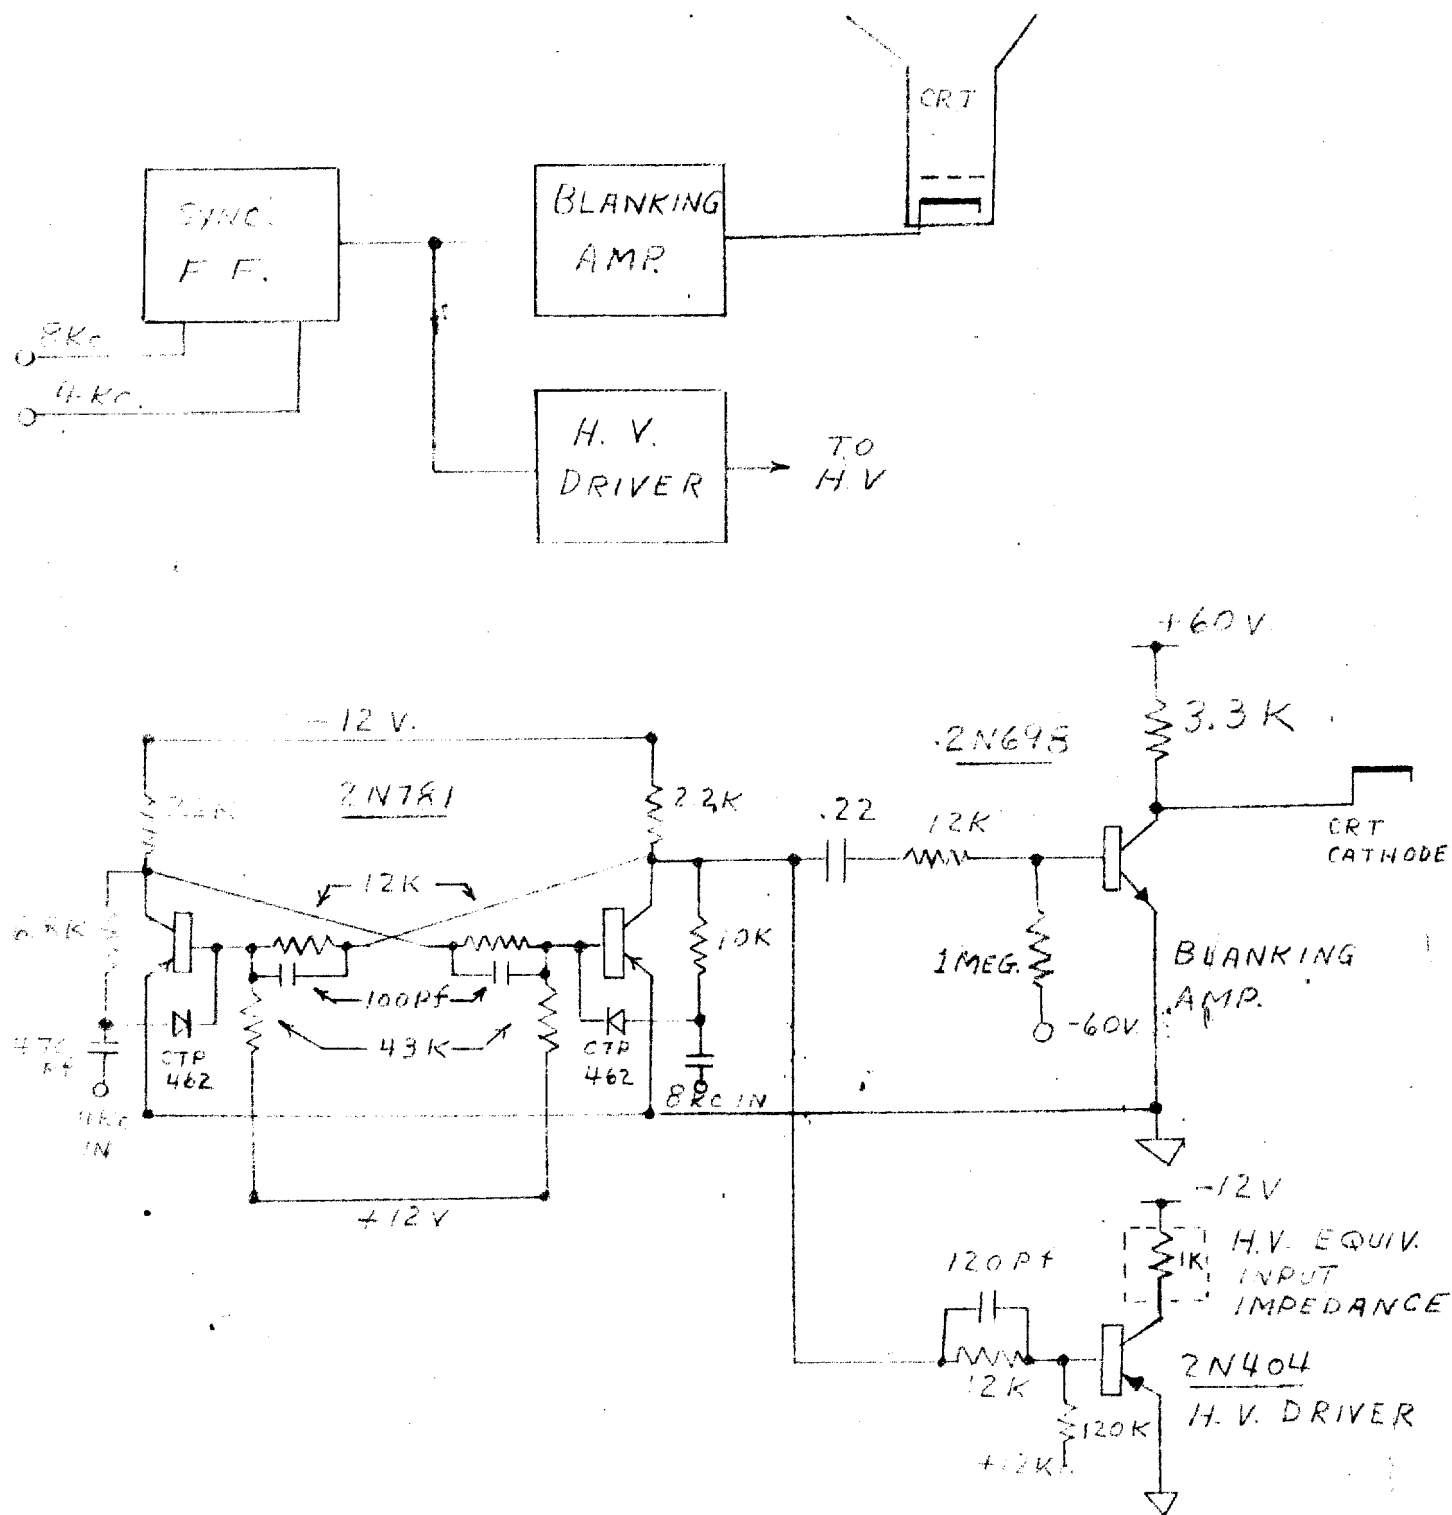 CRT
SYNC.
F F.
BLANKING
AMP.
8Kc
4Kc.
H. V.
DRIVER
TO
H.V
+60V.
3.3K
-12 V.
2N698
2N781
2.2K
.22
12K
CRT
CATHODE
12K
10K
1MEG.
BLANKING
AMP.
100Pf
-60V.
43K
CTP
462
CTP
462
8Kc IN
4Kc
IN
+12V
-12V
120Pf
1K
H.V. EQUIV.
INPUT
IMPEDANCE
12K
2N404
120K
H.V. DRIVER
+12K